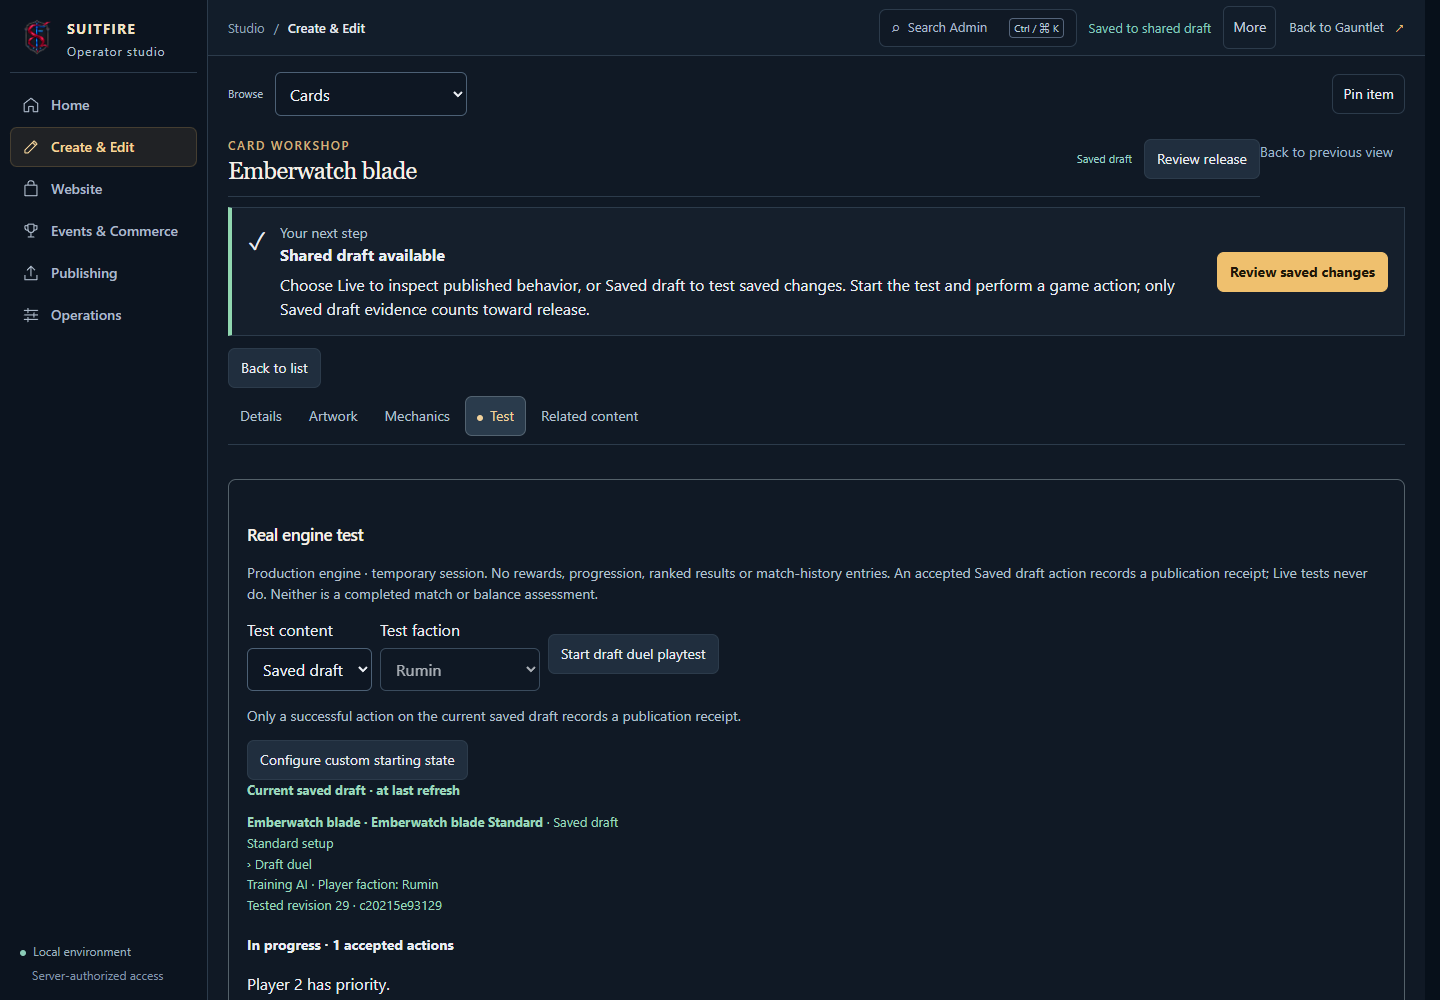 SUITFIRE
Operator studio
Home
Create & Edit
Website
Events & Commerce
Publishing
Operations
Local environment
Server-authorized access
Studio / Create & Edit
Search Admin Ctrl / ⌘ K
Saved to shared draft
More
Back to Gauntlet ↗
Browse
Cards
Pin item
CARD WORKSHOP
Emberwatch blade
Saved draft
Review release
Back to previous view
Your next step
Shared draft available
Choose Live to inspect published behavior, or Saved draft to test saved changes. Start the test and perform a game action; only
Saved draft evidence counts toward release.
Review saved changes
Back to list
Details
Artwork
Mechanics
Test
Related content
Real engine test
Production engine · temporary session. No rewards, progression, ranked results or match-history entries. An accepted Saved draft action records a publication receipt; Live tests never
do. Neither is a completed match or balance assessment.
Test content
Test faction
Saved draft
Rumin
Start draft duel playtest
Only a successful action on the current saved draft records a publication receipt.
Configure custom starting state
Current saved draft · at last refresh
Emberwatch blade · Emberwatch blade Standard · Saved draft
Standard setup
› Draft duel
Training AI · Player faction: Rumin
Tested revision 29 · c20215e93129
In progress · 1 accepted actions
Player 2 has priority.